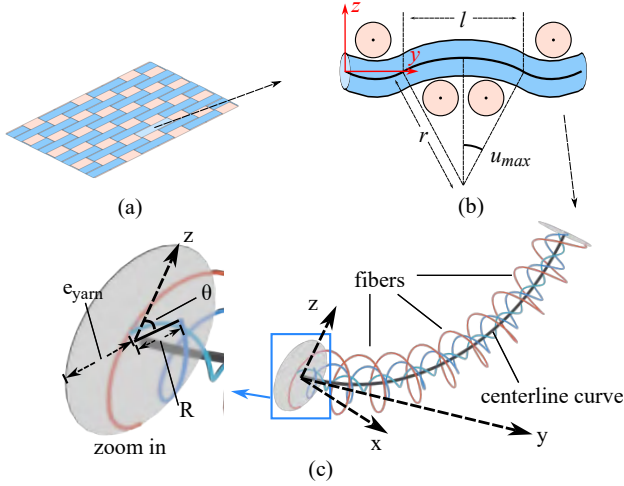 z
l
y
r
u_max
(a)
(b)
z
e_yarn
θ
R
zoom in
fibers
z
centerline curve
x
y
(c)